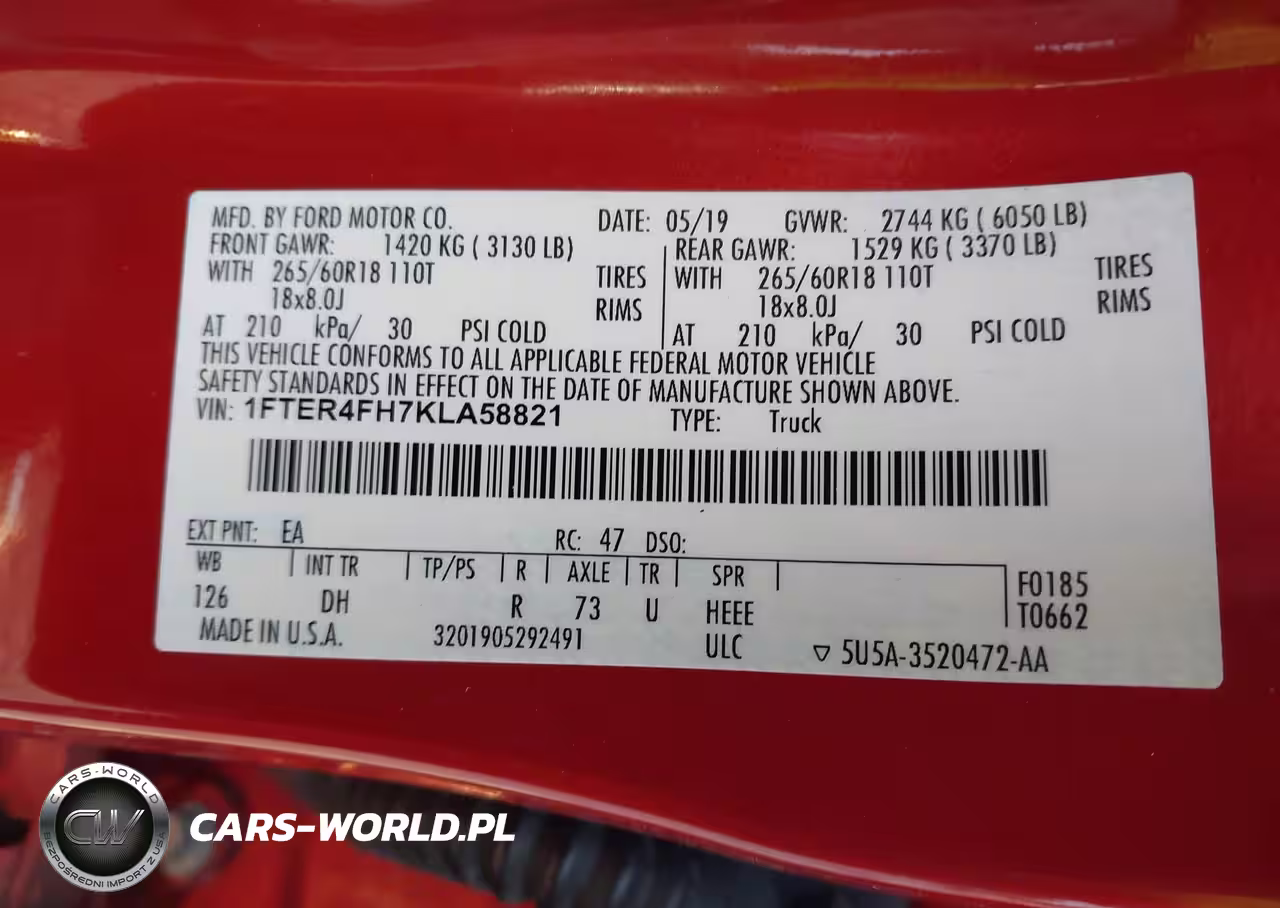 MFD. BY FORD MOTOR CO. DATE: 05/19 GVWR: 2744 KG ( 6050 LB)
FRONT GAWR: 1420 KG ( 3130 LB) REAR GAWR: 1529 KG ( 3370 LB)
WITH 265/60R18 110T TIRES WITH 265/60R18 110T TIRES
18x8.0J RIMS 18x8.0J RIMS
AT 210 kPa/ 30 PSI COLD AT 210 kPa/ 30 PSI COLD
THIS VEHICLE CONFORMS TO ALL APPLICABLE FEDERAL MOTOR VEHICLE
SAFETY STANDARDS IN EFFECT ON THE DATE OF MANUFACTURE SHOWN ABOVE.
VIN: 1FTER4FH7KLA58821 TYPE: Truck
EXT PNT: EA RC: 47 DSO:
WB INT TR TP/PS R AXLE TR SPR F0185
126 DH R 73 U HEEE T0662
MADE IN U.S.A. 3201905292491 ULC ▽ 5U5A-3520472-AA
CARS-WORLD
CW
BEZPOŚREDNI IMPORT Z USA
CARS-WORLD.PL